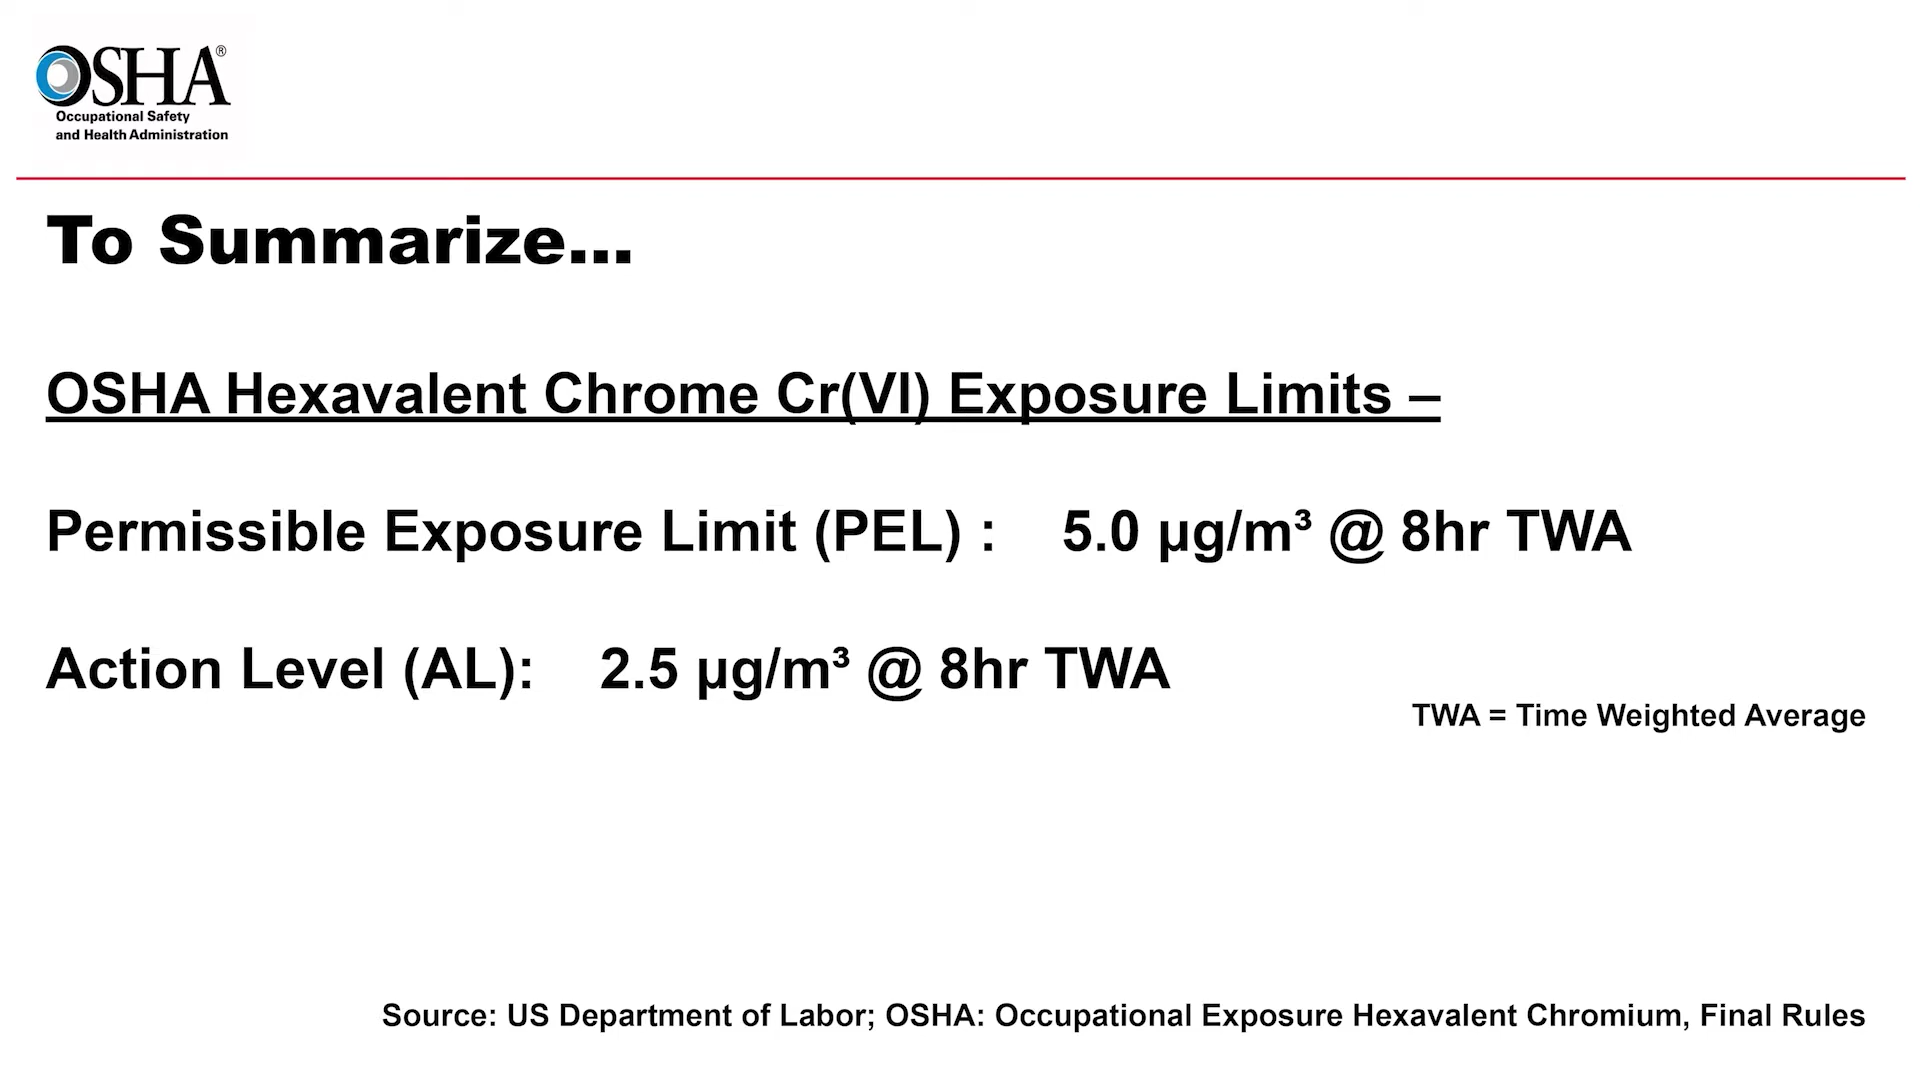 OSHA®
Occupational Safety
and Health Administration
To Summarize...
OSHA Hexavalent Chrome Cr(VI) Exposure Limits –
Permissible Exposure Limit (PEL) : 5.0 µg/m³ @ 8hr TWA
Action Level (AL): 2.5 µg/m³ @ 8hr TWA
TWA = Time Weighted Average
Source: US Department of Labor; OSHA: Occupational Exposure Hexavalent Chromium, Final Rules